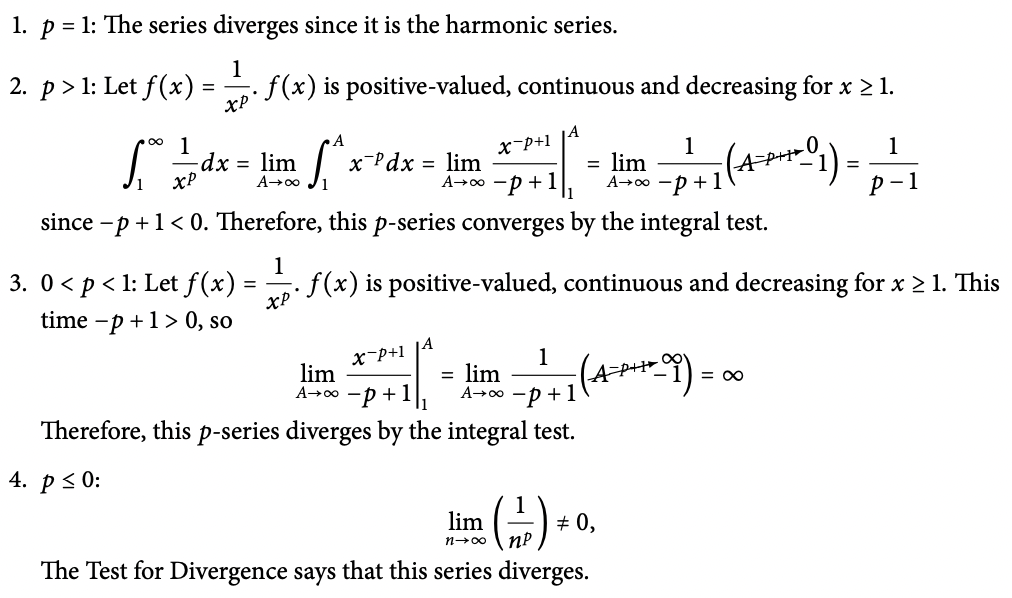 1. p = 1: The series diverges since it is the harmonic series.
2. p > 1: Let f(x) = 1/x^p. f(x) is positive-valued, continuous and decreasing for x ≥ 1.
∫_1^∞ 1/x^p dx = lim_{A→∞} ∫_1^A x^{-p} dx = lim_{A→∞} x^{-p+1}/(-p+1) |_1^A = lim_{A→∞} 1/(-p+1) (A^{-p+1}→0 − 1) = 1/(p − 1)
since −p + 1 < 0. Therefore, this p-series converges by the integral test.
3. 0 < p < 1: Let f(x) = 1/x^p. f(x) is positive-valued, continuous and decreasing for x ≥ 1. This
time −p + 1 > 0, so
lim_{A→∞} x^{-p+1}/(-p+1) |_1^A = lim_{A→∞} 1/(-p+1) (A^{-p+1}→∞ − 1) = ∞
Therefore, this p-series diverges by the integral test.
4. p ≤ 0:
lim_{n→∞} (1/n^p) ≠ 0,
The Test for Divergence says that this series diverges.